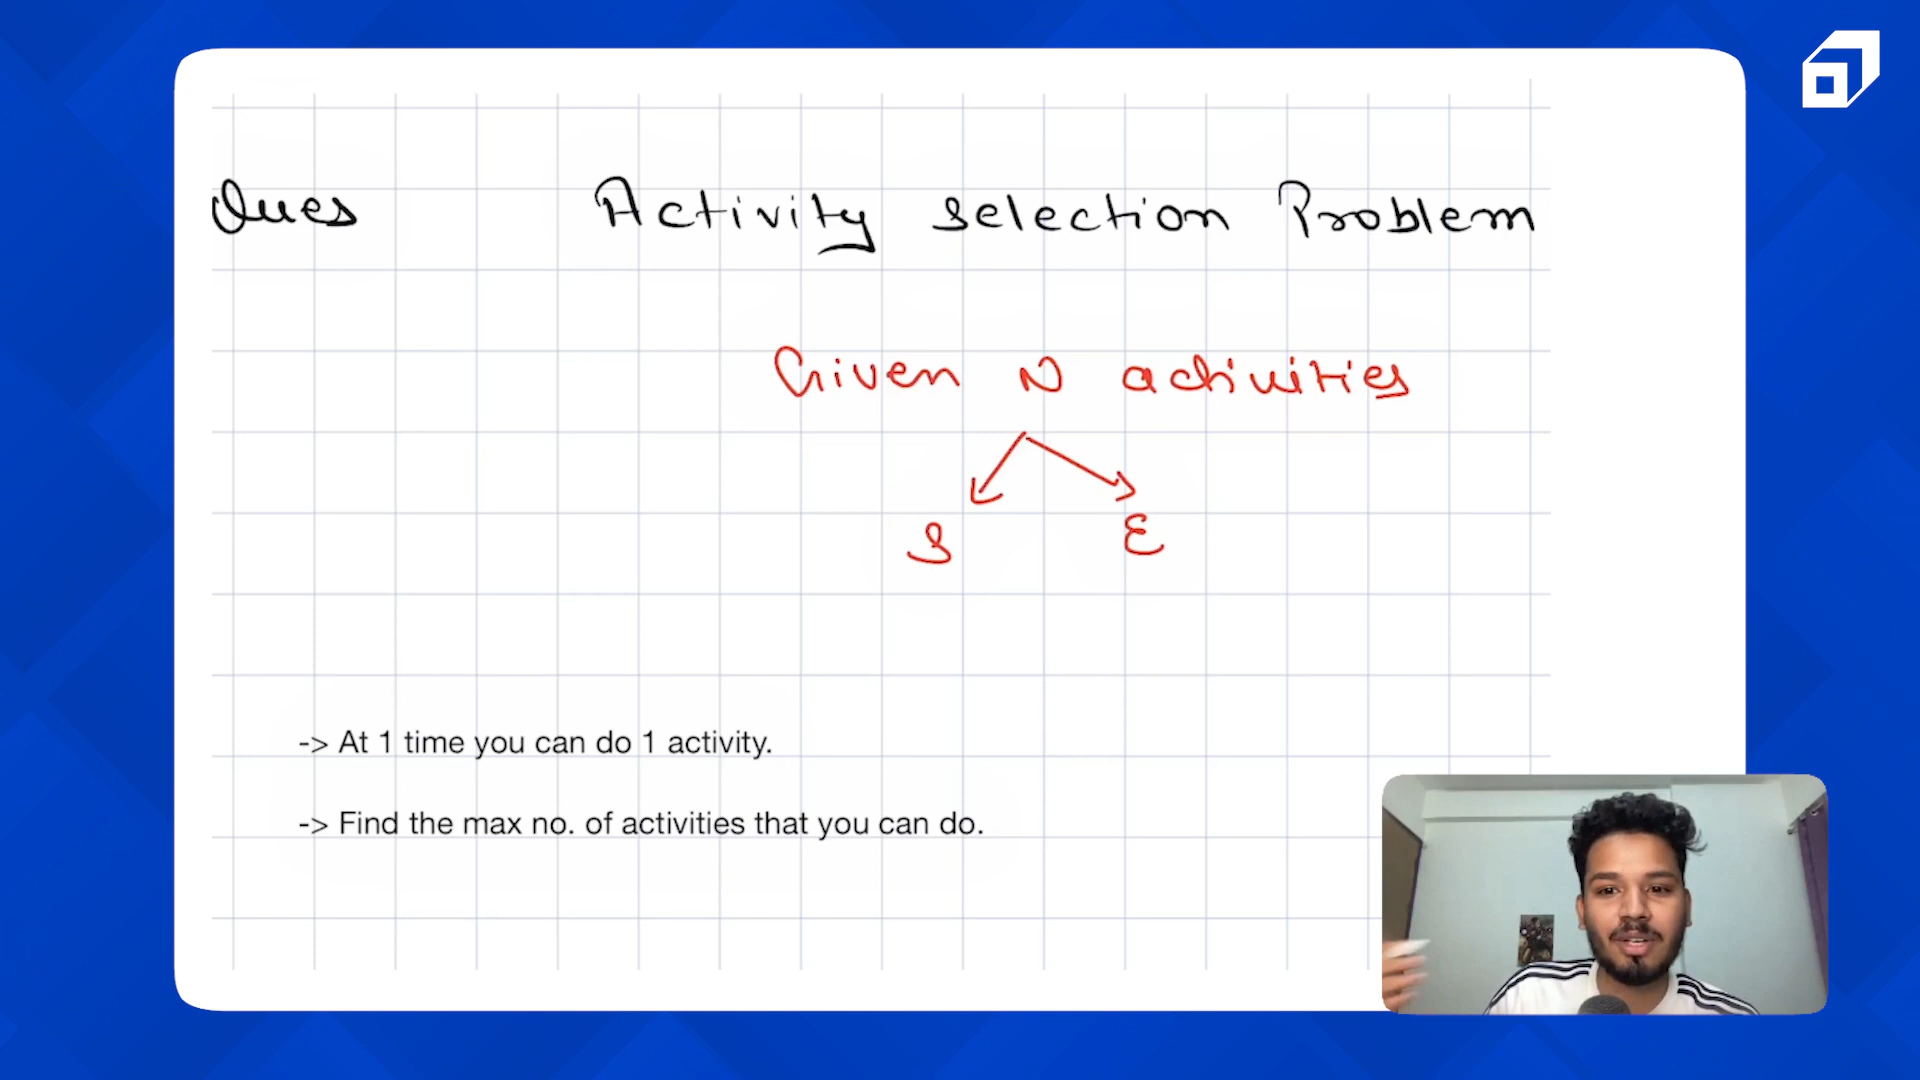 Ques Activity Selection Problem
Given N activities
S E
-> At 1 time you can do 1 activity.
-> Find the max no. of activities that you can do.